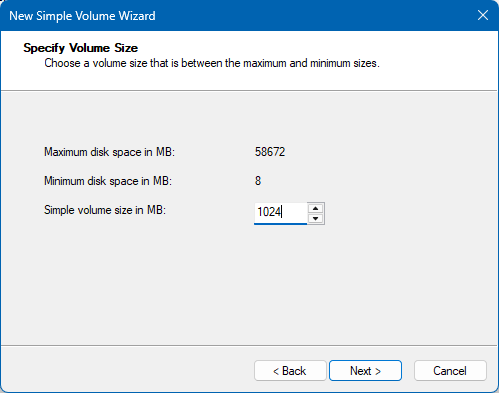 New Simple Volume Wizard
Specify Volume Size
Choose a volume size that is between the maximum and minimum sizes.
Maximum disk space in MB: 58672
Minimum disk space in MB: 8
Simple volume size in MB: 1024
< Back Next > Cancel